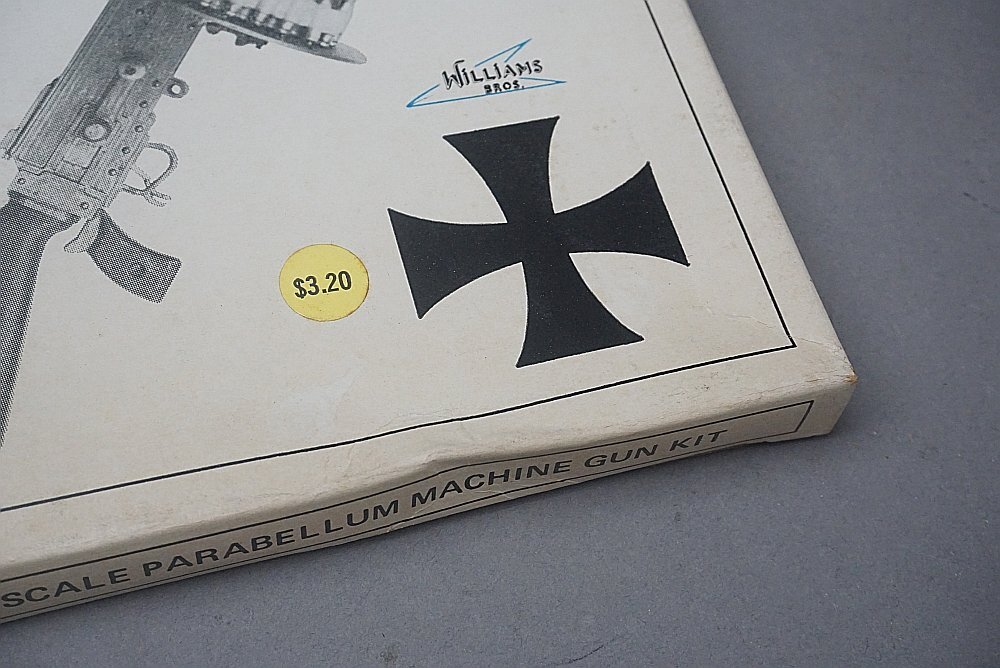 WILLIAMS
BROS.
$3.20
SCALE PARABELLUM MACHINE GUN KIT